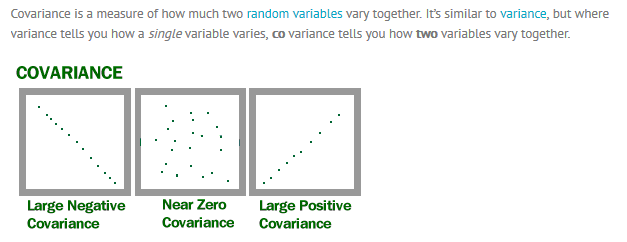 Covariance is a measure of how much two random variables vary together. It's similar to variance, but where
variance tells you how a single variable varies, co variance tells you how two variables vary together.
COVARIANCE
Large Negative Covariance
Near Zero Covariance
Large Positive Covariance